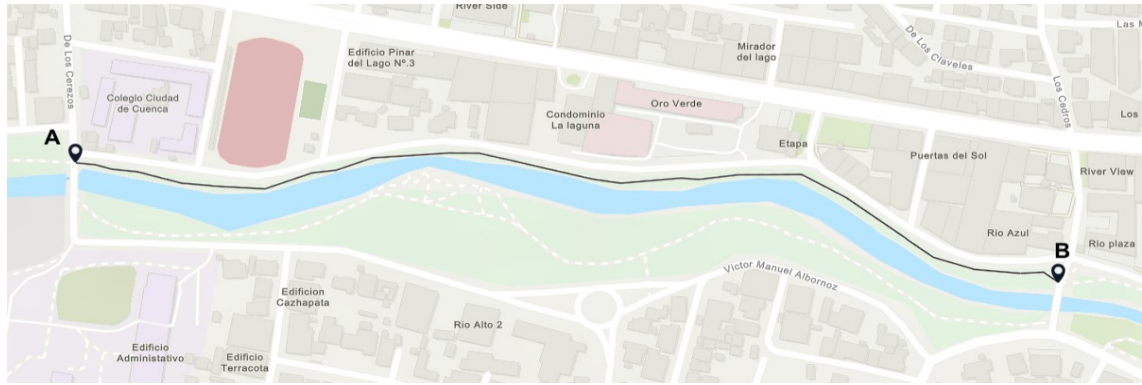 River Side
De Los Cerezos
Edificio Pinar
del Lago Nº.3
Mirador
del lago
De Los Claveles
Los Cedros
Las M
Colegio Ciudad
de Cuenca
Oro Verde
Condominio
La laguna
Los
A
Etapa
Puertas del Sol
River View
Rio Azul
Rio plaza
B
Victor Manuel Albornoz
Edificion
Cazhapata
Rio Alto 2
Edificio
Administativo
Edificio
Terracota